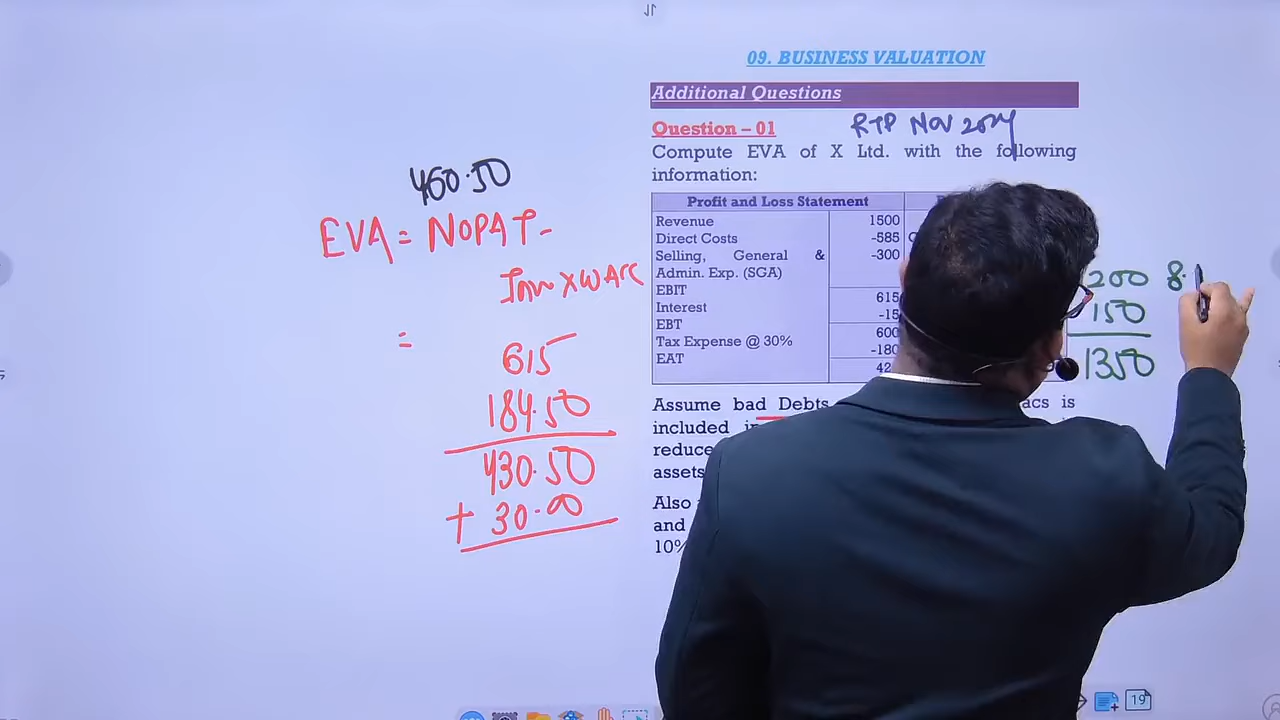 09. BUSINESS VALUATION
Additional Questions
Question – 01
RTP Nov 2024
Compute EVA of X Ltd. with the following
information:
Profit and Loss Statement
Revenue 1500
Direct Costs -585
Selling, General & -300
Admin. Exp. (SGA)
EBIT 615
Interest -15
EBT 600
Tax Expense @ 30% -180
EAT 42
Assume bad Debts acs is
included
reduce
assets
Also
and
10%
460.50
EVA = NOPAT -
Inv X WACC
=
615
184.50
430.50
+ 30.00
1200 8.
150
1350
19